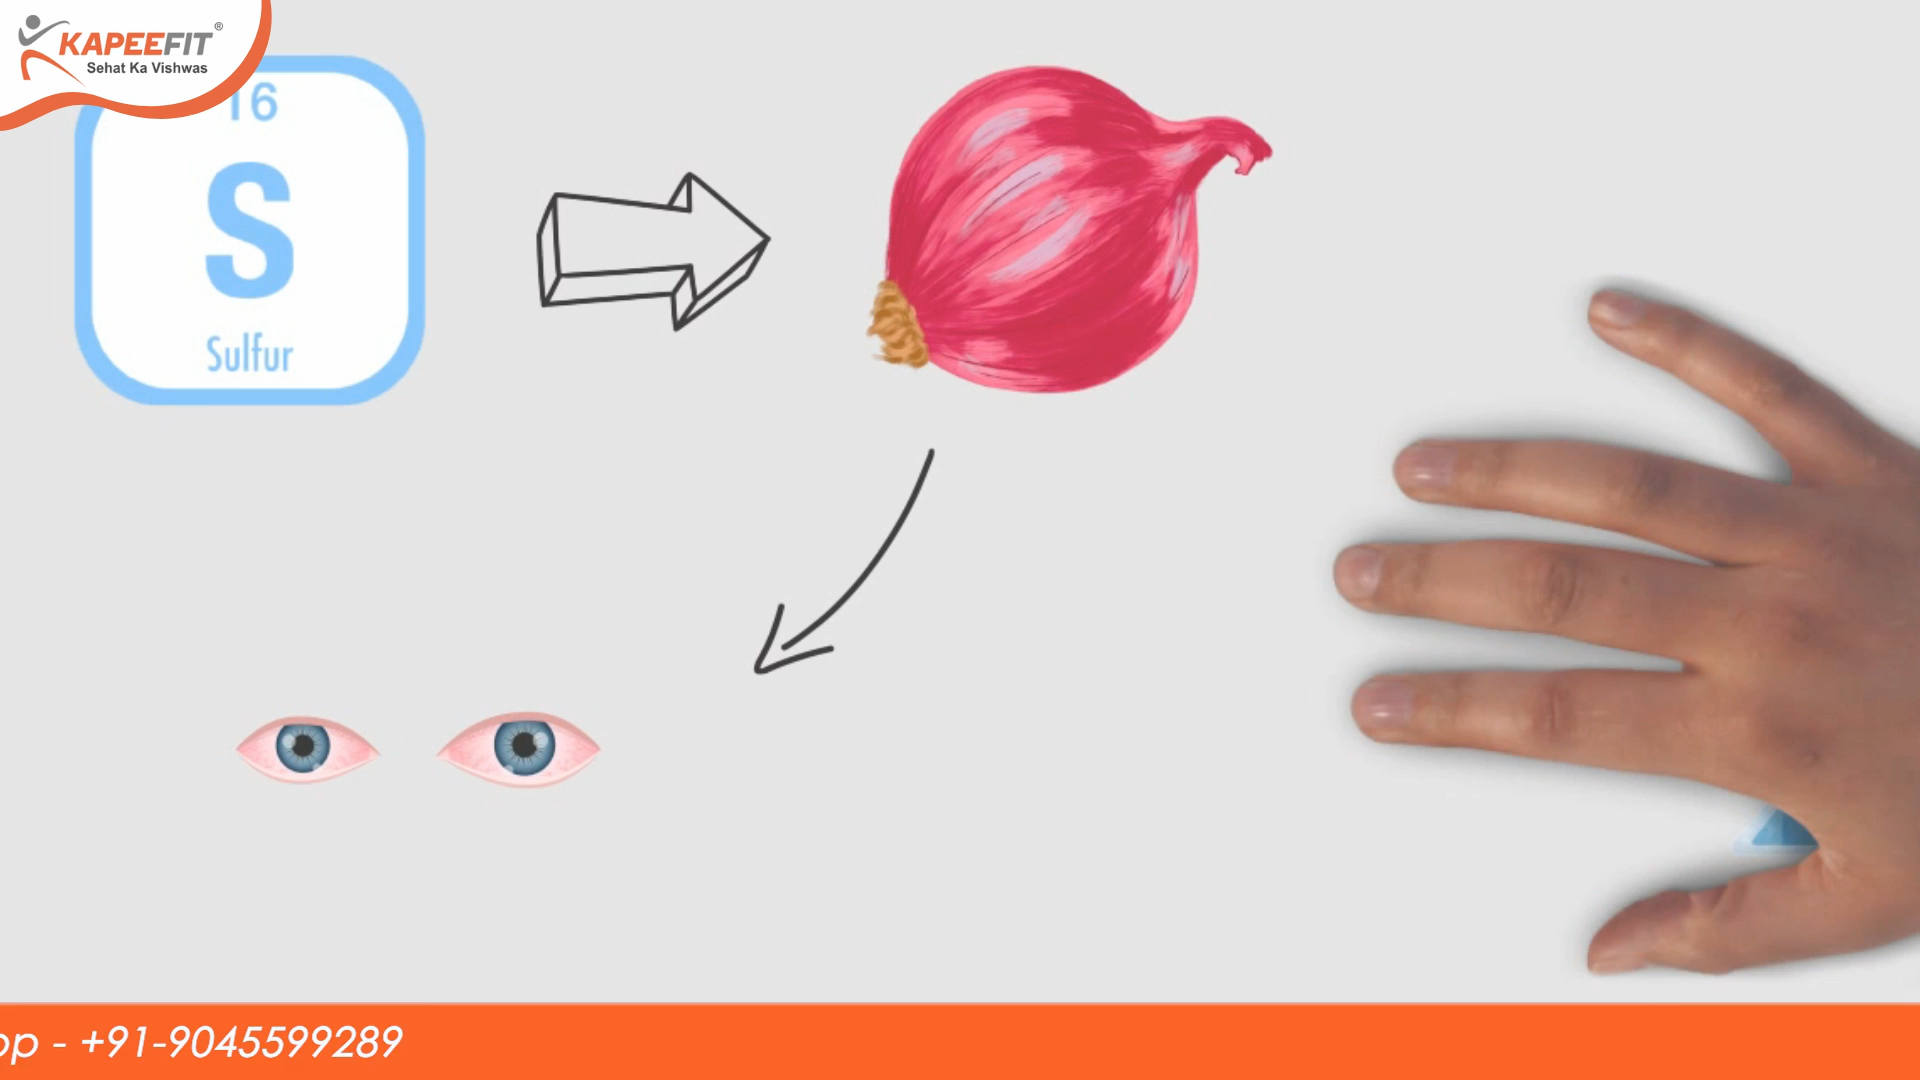 KAPEEFIT®
Sehat Ka Vishwas
16
S
Sulfur
- +91-9045599289